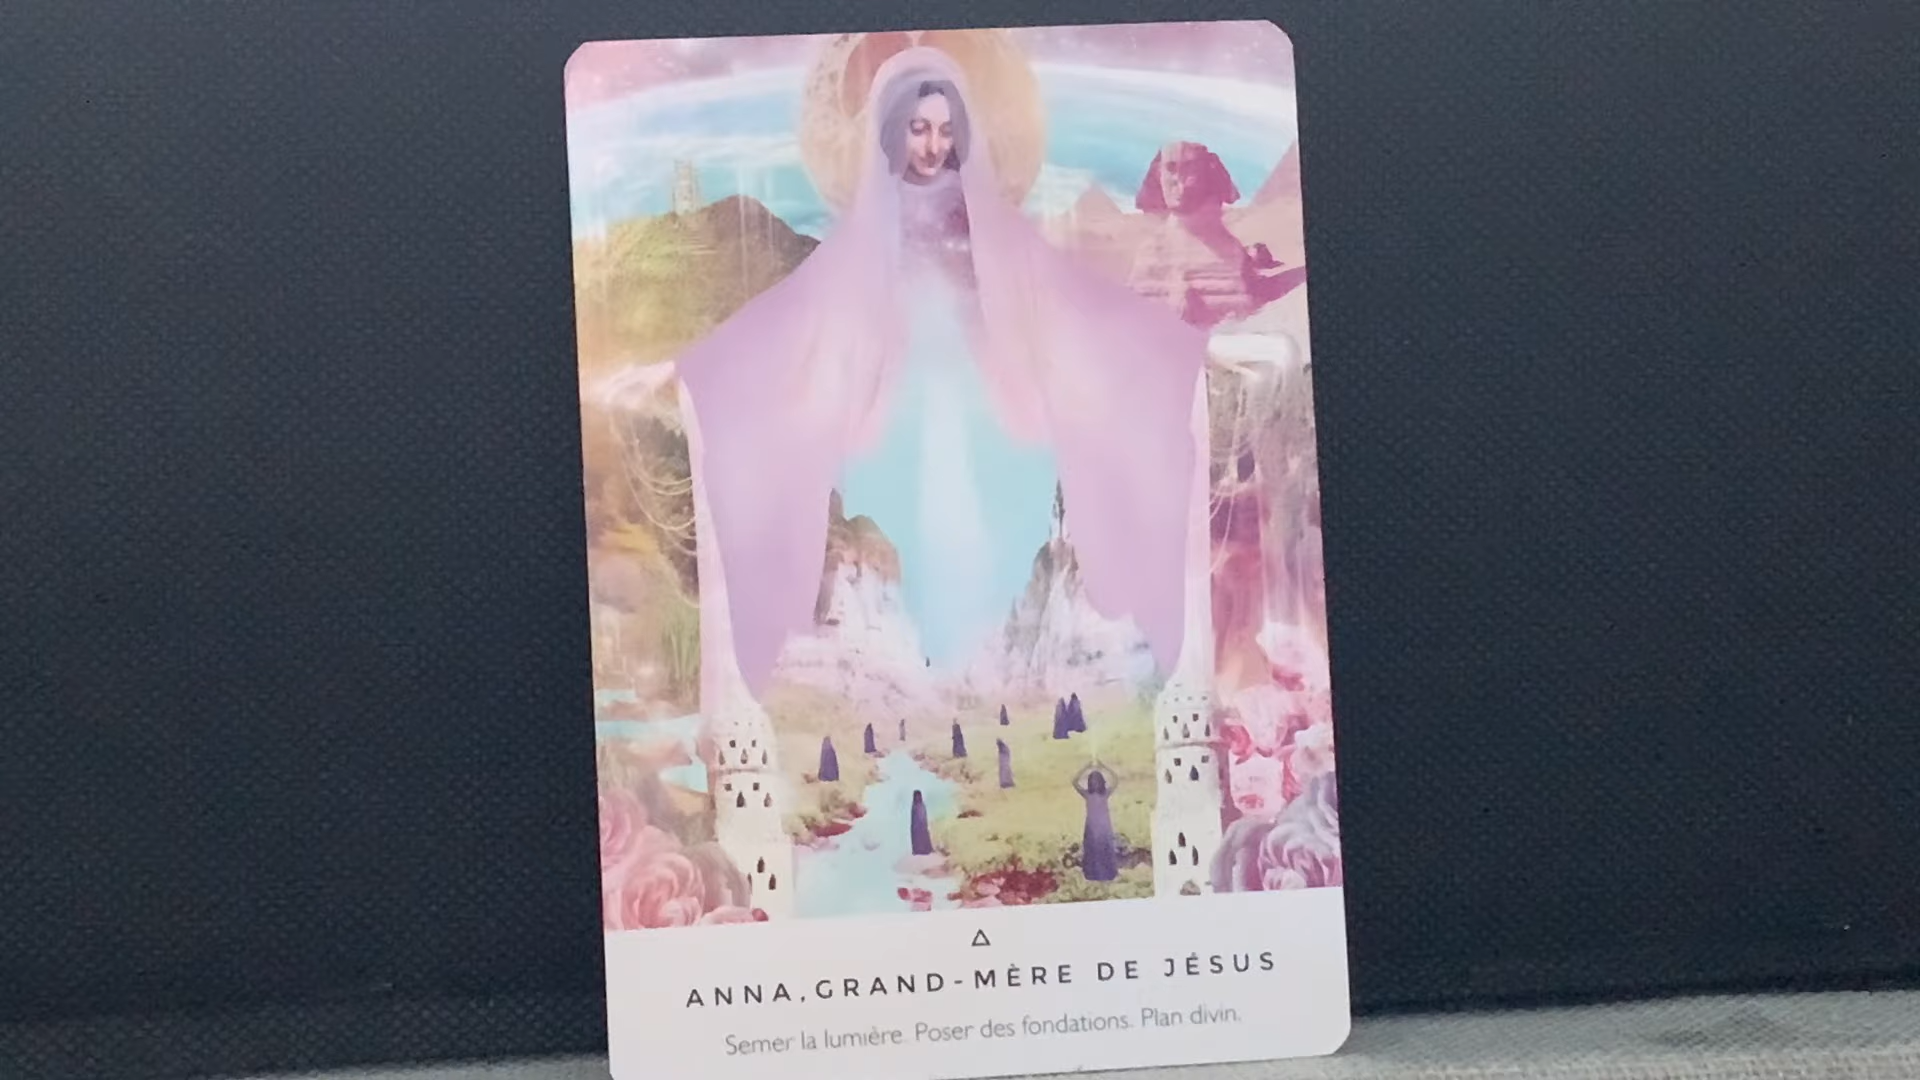 ANNA, GRAND-MÈRE DE JÉSUS
Semer la lumière. Poser des fondations. Plan divin.